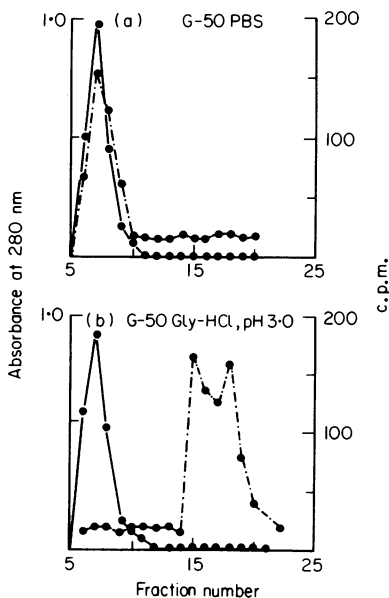 1·0 (a) G-50 PBS 200
100
5 15 25
1·0 (b) G-50 Gly-HCl, pH 3·0 200
100
5 15 25
Fraction number
Absorbance at 280 nm
c.p.m.